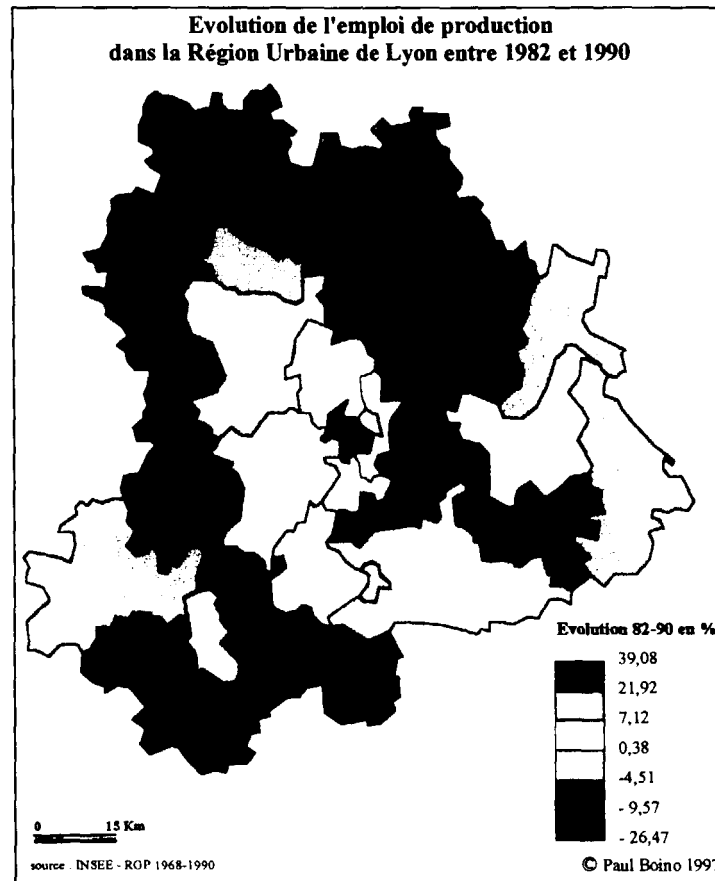 Evolution de l'emploi de production
dans la Région Urbaine de Lyon entre 1982 et 1990
Evolution 82-90 en %
39,08
21,92
7,12
0,38
-4,51
- 9,57
- 26,47
0 15 Km
source . INSEE - RGP 1968-1990
© Paul Boino 1997